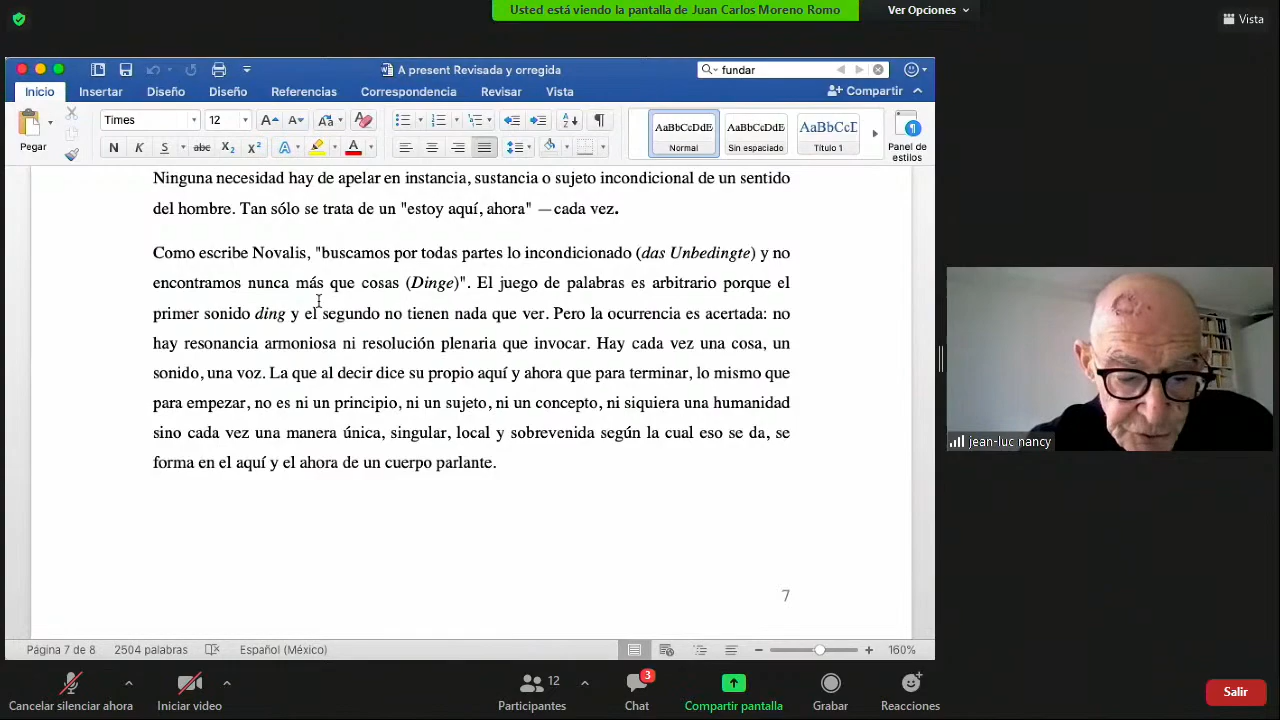 Usted está viendo la pantalla de Juan Carlos Moreno Romo
Ver Opciones
Vista
A present Revisada y orregida
fundar
Inicio Insertar Diseño Diseño Referencias Correspondencia Revisar Vista
Compartir
Pegar
Times 12
N K S abc X₂ X²
AaBbCcDdE AaBbCcDdE AaBbCcD
Normal Sin espaciado Título 1
Panel de
estilos
Ninguna necesidad hay de apelar en instancia, sustancia o sujeto incondicional de un sentido
del hombre. Tan sólo se trata de un "estoy aquí, ahora" —cada vez.
Como escribe Novalis, "buscamos por todas partes lo incondicionado (das Unbedingte) y no
encontramos nunca más que cosas (Dinge)". El juego de palabras es arbitrario porque el
primer sonido ding y el segundo no tienen nada que ver. Pero la ocurrencia es acertada: no
hay resonancia armoniosa ni resolución plenaria que invocar. Hay cada vez una cosa, un
sonido, una voz. La que al decir dice su propio aquí y ahora que para terminar, lo mismo que
para empezar, no es ni un principio, ni un sujeto, ni un concepto, ni siquiera una humanidad
sino cada vez una manera única, singular, local y sobrevenida según la cual eso se da, se
forma en el aquí y el ahora de un cuerpo parlante.
7
jean-luc nancy
Página 7 de 8 2504 palabras Español (México) 160%
12
3
Cancelar silenciar ahora Iniciar video Participantes Chat Compartir pantalla Grabar Reacciones
Salir